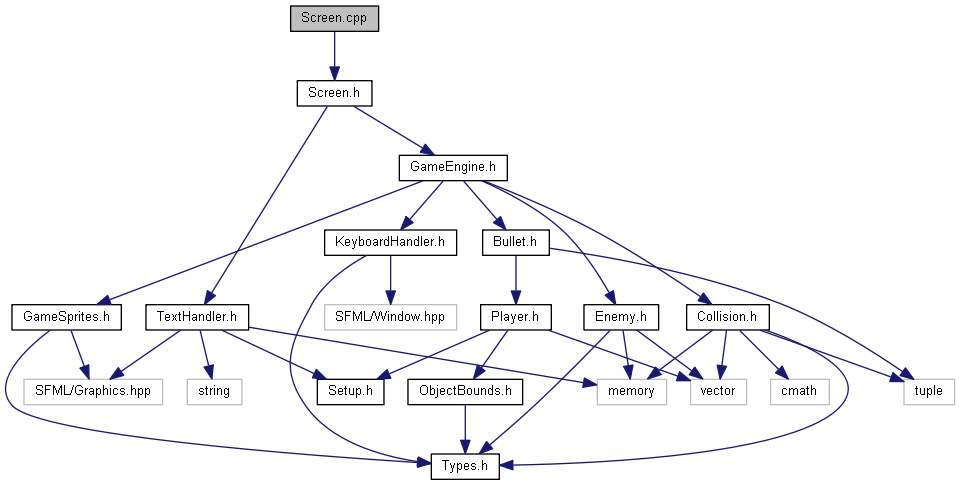 Screen.cpp
Screen.h
GameEngine.h
KeyboardHandler.h
Bullet.h
GameSprites.h
TextHandler.h
SFML/Window.hpp
Player.h
Enemy.h
Collision.h
SFML/Graphics.hpp
string
Setup.h
ObjectBounds.h
memory
vector
cmath
tuple
Types.h